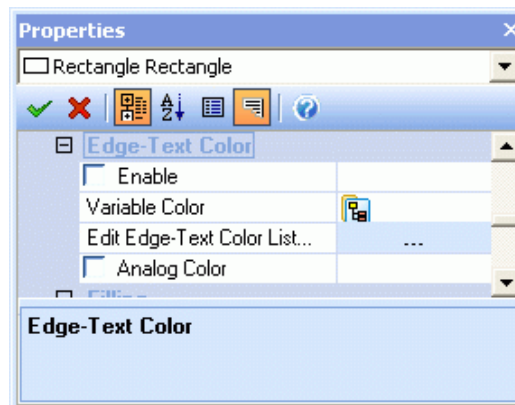 Properties
Rectangle Rectangle
Edge-Text Color
Enable
Variable Color
Edit Edge-Text Color List... ...
Analog Color
Filling
Edge-Text Color